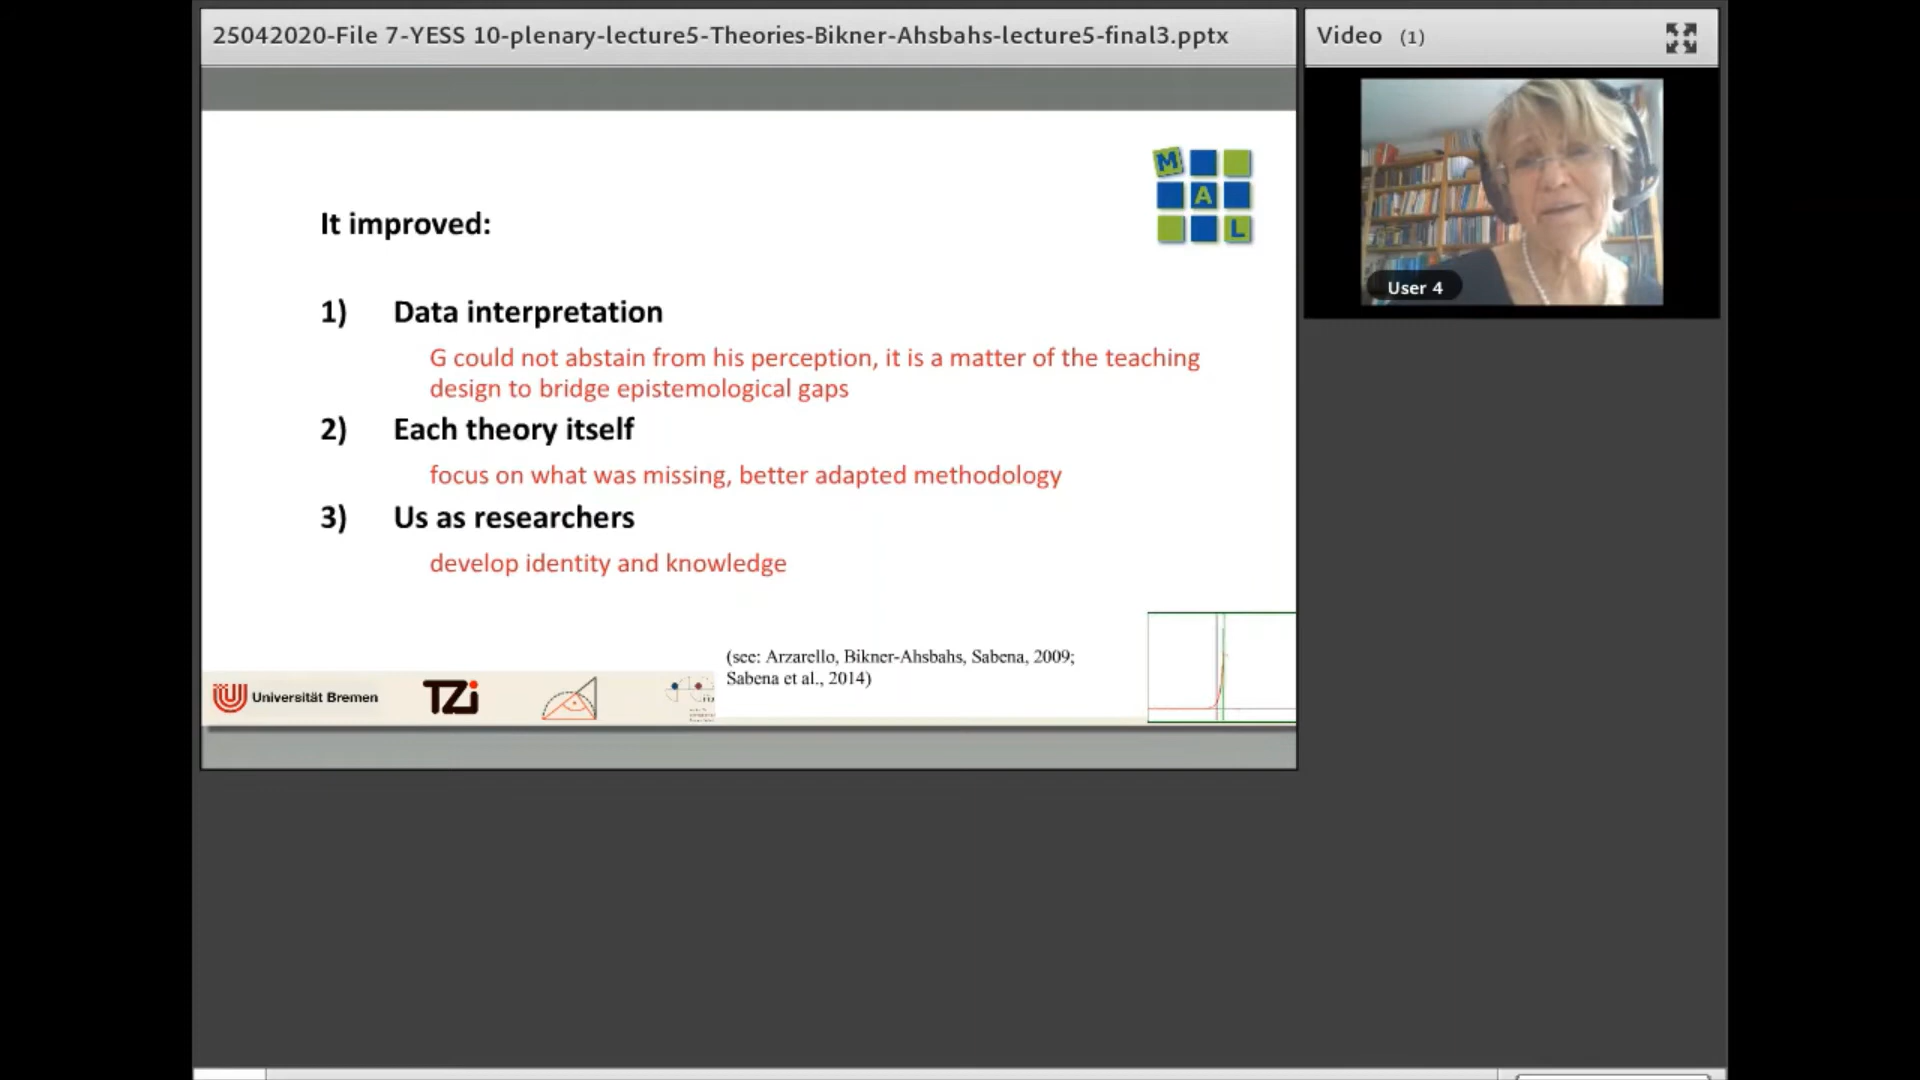 25042020-File 7-YESS 10-plenary-lecture5-Theories-Bikner-Ahsbahs-lecture5-final3.pptx
Video (1)
M
A
L
User 4
It improved:
1) Data interpretation
G could not abstain from his perception, it is a matter of the teaching
design to bridge epistemological gaps
2) Each theory itself
focus on what was missing, better adapted methodology
3) Us as researchers
develop identity and knowledge
(see: Arzarello, Bikner-Ahsbahs, Sabena, 2009;
Sabena et al., 2014)
Universität Bremen
TZi